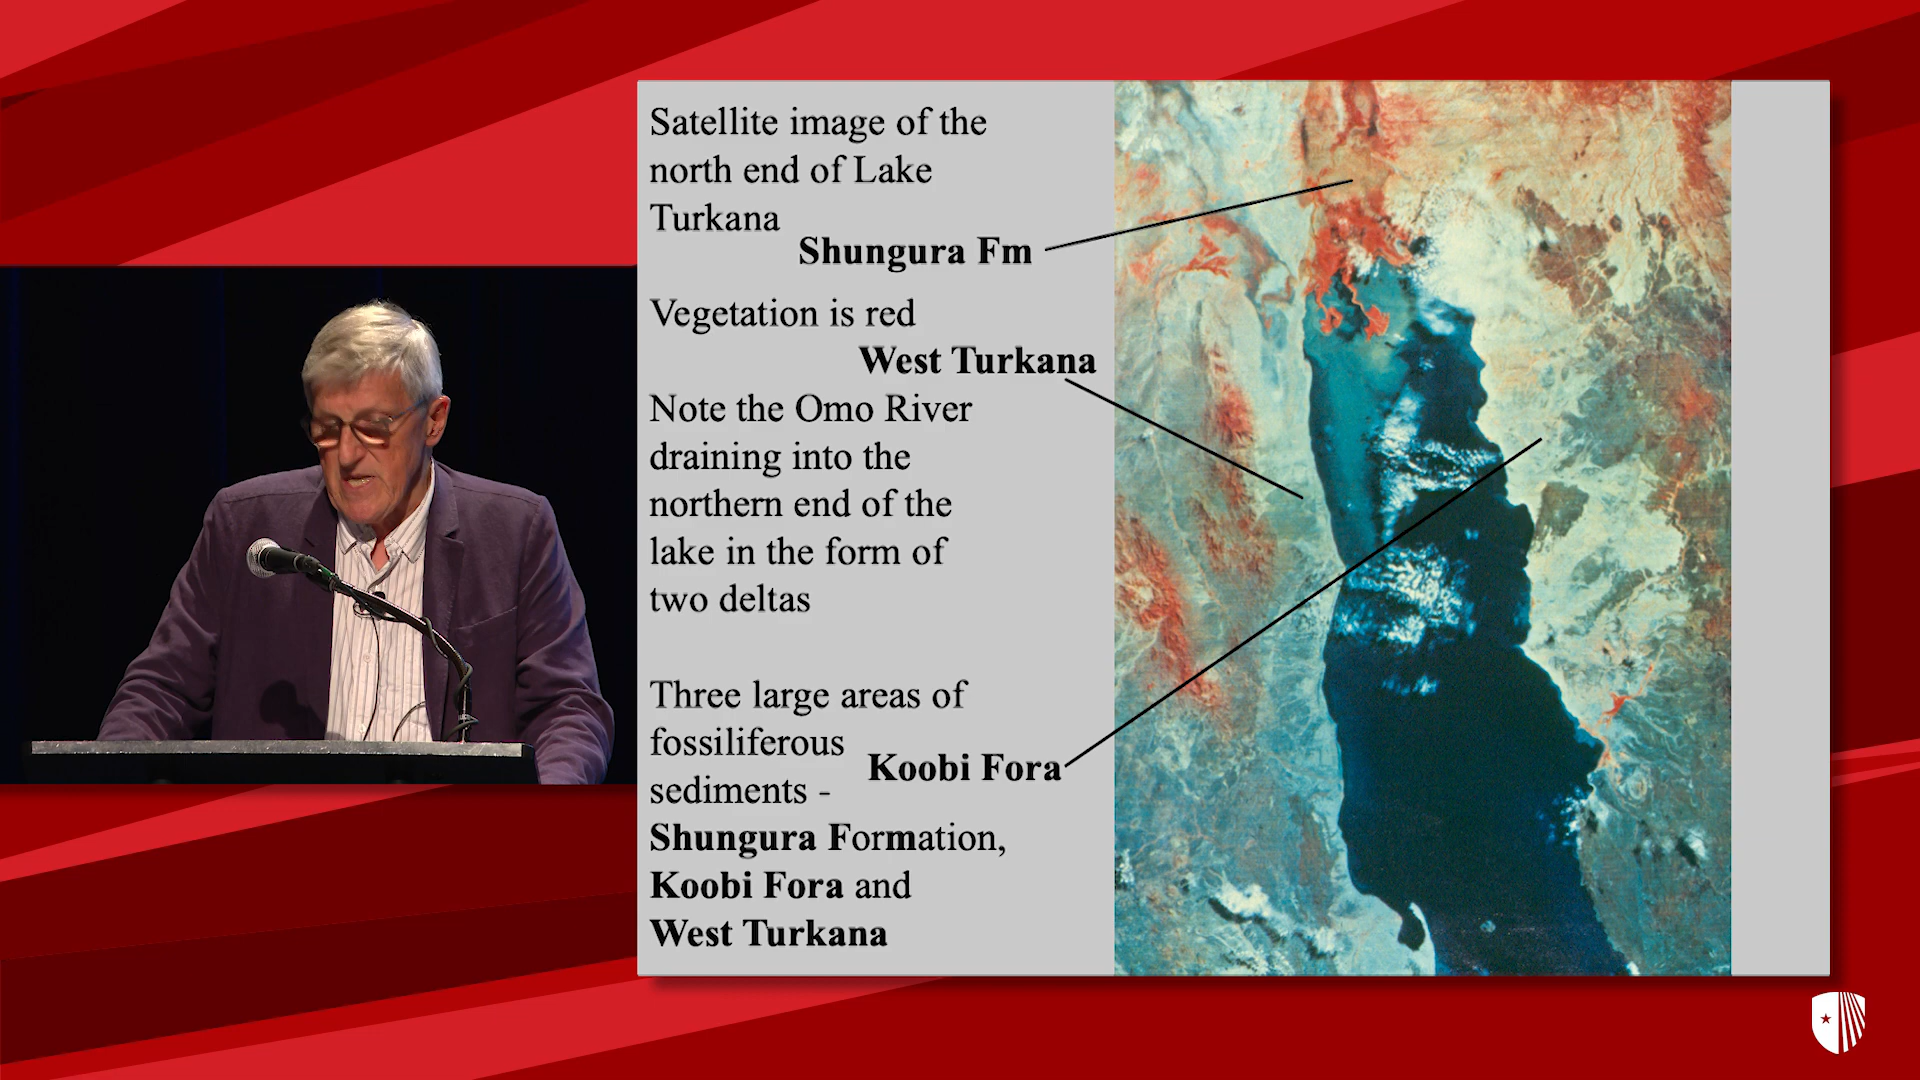 Satellite image of the
north end of Lake
Turkana
Shungura Fm
Vegetation is red
West Turkana
Note the Omo River
draining into the
northern end of the
lake in the form of
two deltas
Three large areas of
fossiliferous
Koobi Fora
sediments -
Shungura Formation,
Koobi Fora and
West Turkana